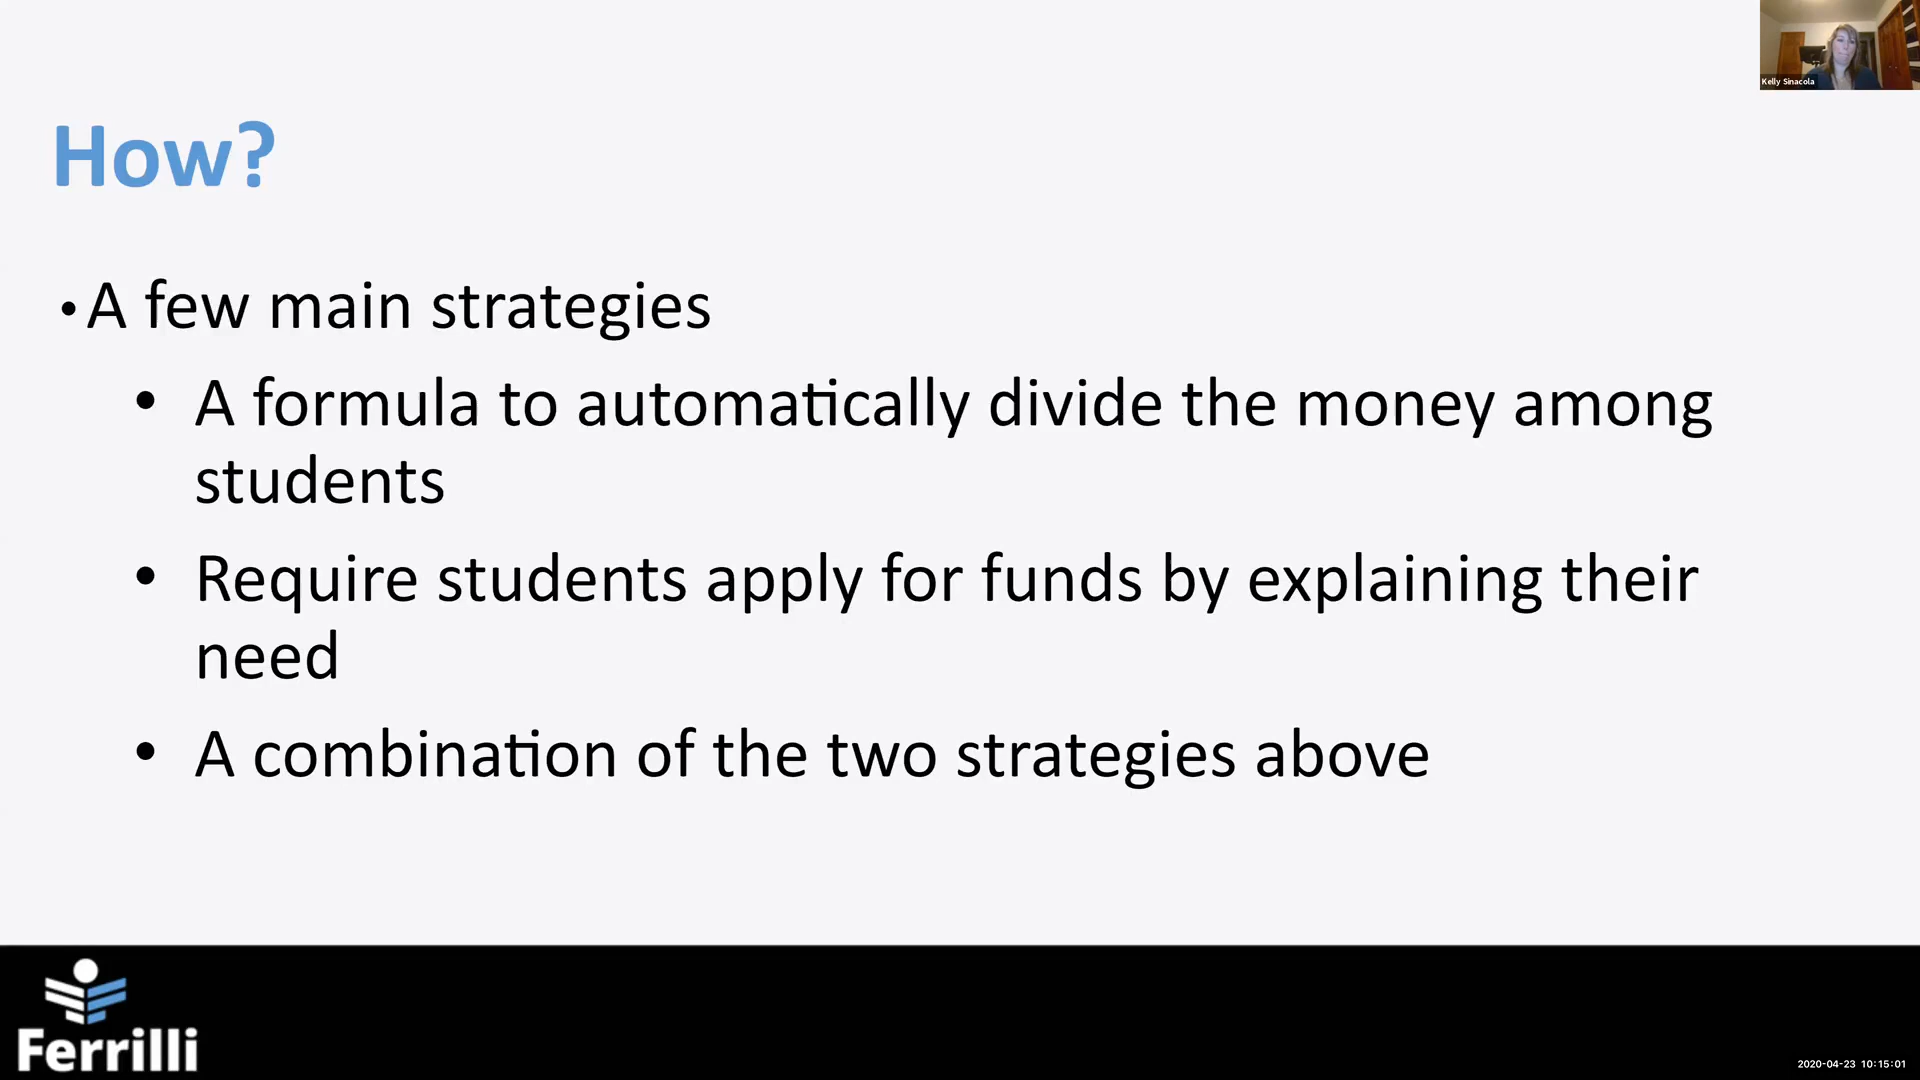 Kelly Sinacola
How?
• A few main strategies
• A formula to automatically divide the money among
students
• Require students apply for funds by explaining their
need
• A combination of the two strategies above
Ferrilli
2020-04-23 10:15:01